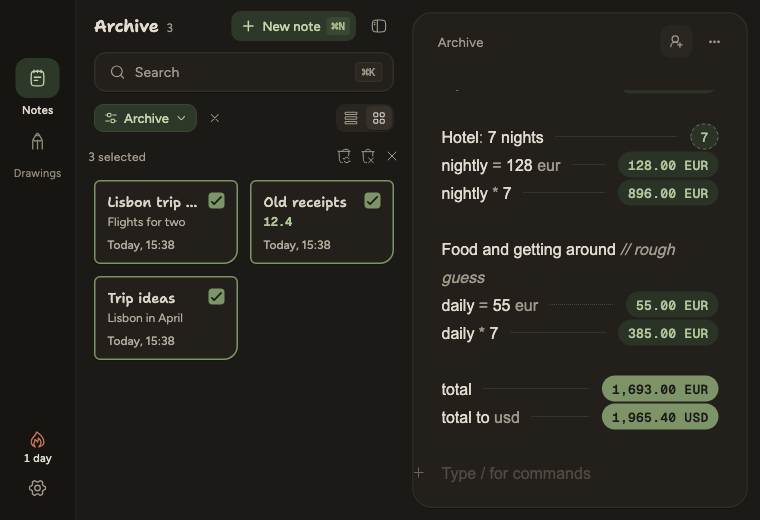 Archive 3
New note ⌘N
Search
⌘K
Archive
3 selected
Lisbon trip ...
Flights for two
Today, 15:38
Old receipts
12.4
Today, 15:38
Trip ideas
Lisbon in April
Today, 15:38
Notes
Drawings
1 day
Archive
Hotel: 7 nights 7
nightly = 128 eur 128.00 EUR
nightly * 7 896.00 EUR
Food and getting around // rough
guess
daily = 55 eur 55.00 EUR
daily * 7 385.00 EUR
total 1,693.00 EUR
total to usd 1,965.40 USD
Type / for commands